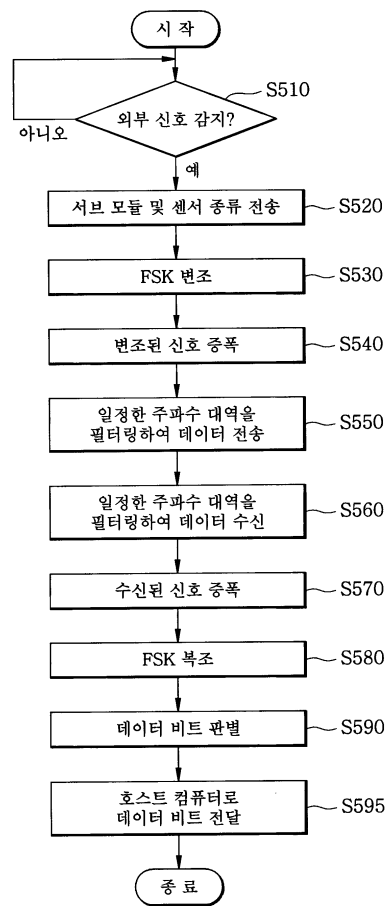 시 작
외부 신호 감지?
S510
아니오
예
서브 모듈 및 센서 종류 전송
S520
FSK 변조
S530
변조된 신호 증폭
S540
일정한 주파수 대역을
필터링하여 데이터 전송
S550
일정한 주파수 대역을
필터링하여 데이터 수신
S560
수신된 신호 증폭
S570
FSK 복조
S580
데이터 비트 판별
S590
호스트 컴퓨터로
데이터 비트 전달
S595
종 료